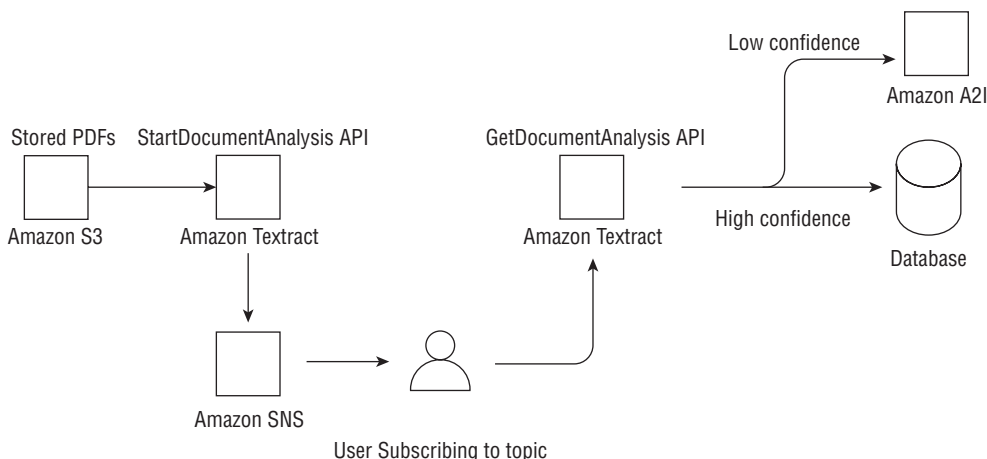 Stored PDFs
StartDocumentAnalysis API
Amazon S3
Amazon Textract
Amazon SNS
User Subscribing to topic
GetDocumentAnalysis API
Amazon Textract
Low confidence
Amazon A2I
High confidence
Database